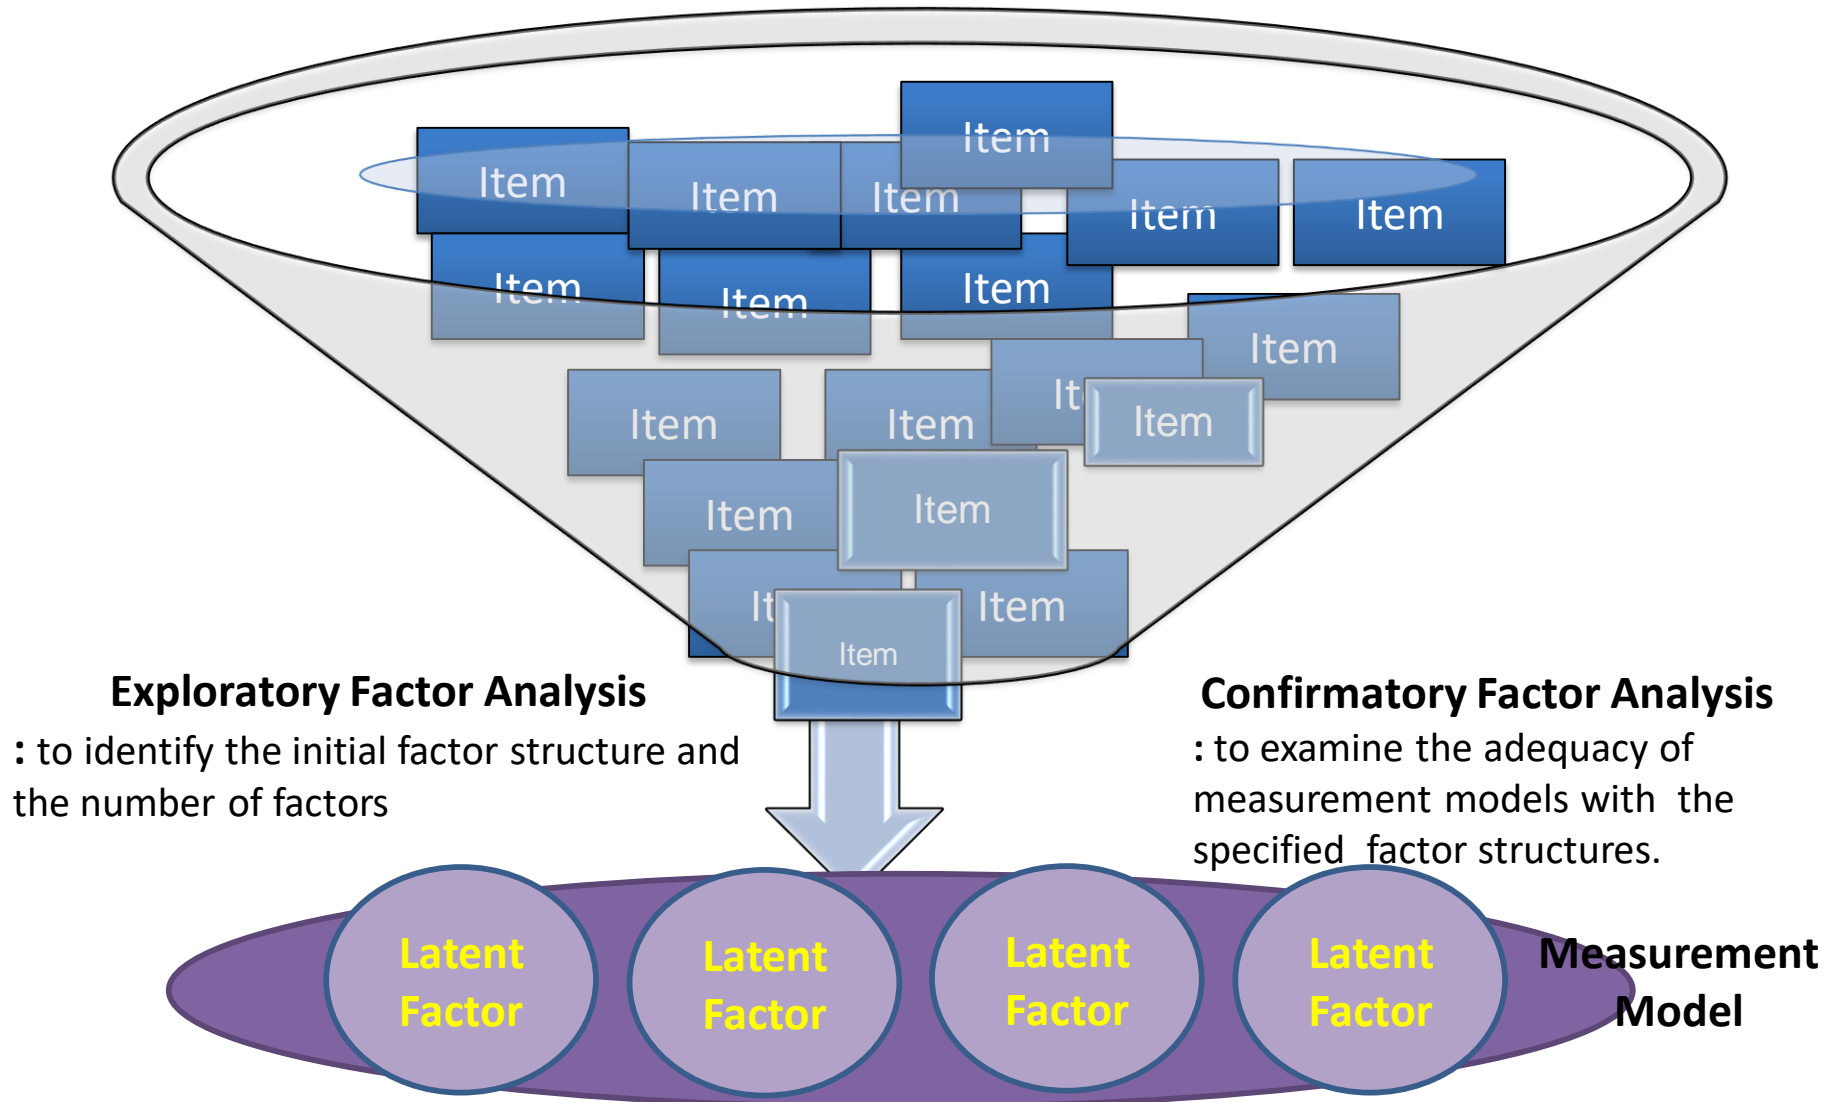 Item
Item
Item
Item
Item
Item
Item
Item
Item
Item
It
Item
Item
Item
Item
Item
It
Item
Item
Exploratory Factor Analysis
: to identify the initial factor structure and
the number of factors
Confirmatory Factor Analysis
: to examine the adequacy of
measurement models with the
specified factor structures.
Latent
Factor
Latent
Factor
Latent
Factor
Latent
Factor
Measurement
Model